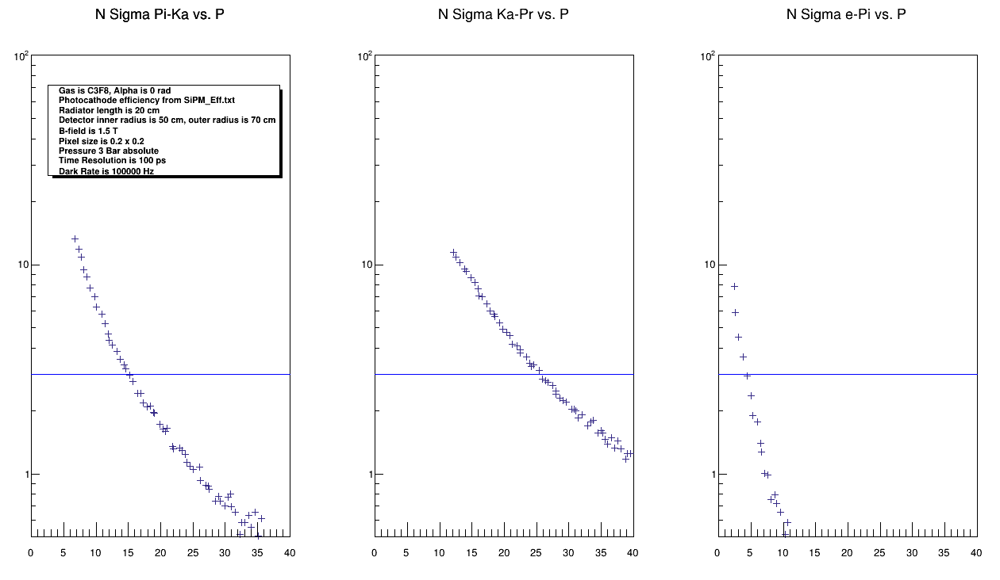 N Sigma Pi-Ka vs. P
N Sigma Ka-Pr vs. P
N Sigma e-Pi vs. P
10²
Gas is C3F8, Alpha is 0 rad
Photocathode efficiency from SiPM_Eff.txt
Radiator length is 20 cm
Detector inner radius is 50 cm, outer radius is 70 cm
B-field is 1.5 T
Pixel size is 0.2 x 0.2
Pressure 3 Bar absolute
Time Resolution is 100 ps
Dark Rate is 100000 Hz
10
1
0 5 10 15 20 25 30 35 40
10²
10
1
0 5 10 15 20 25 30 35 40
10²
10
1
0 5 10 15 20 25 30 35 40